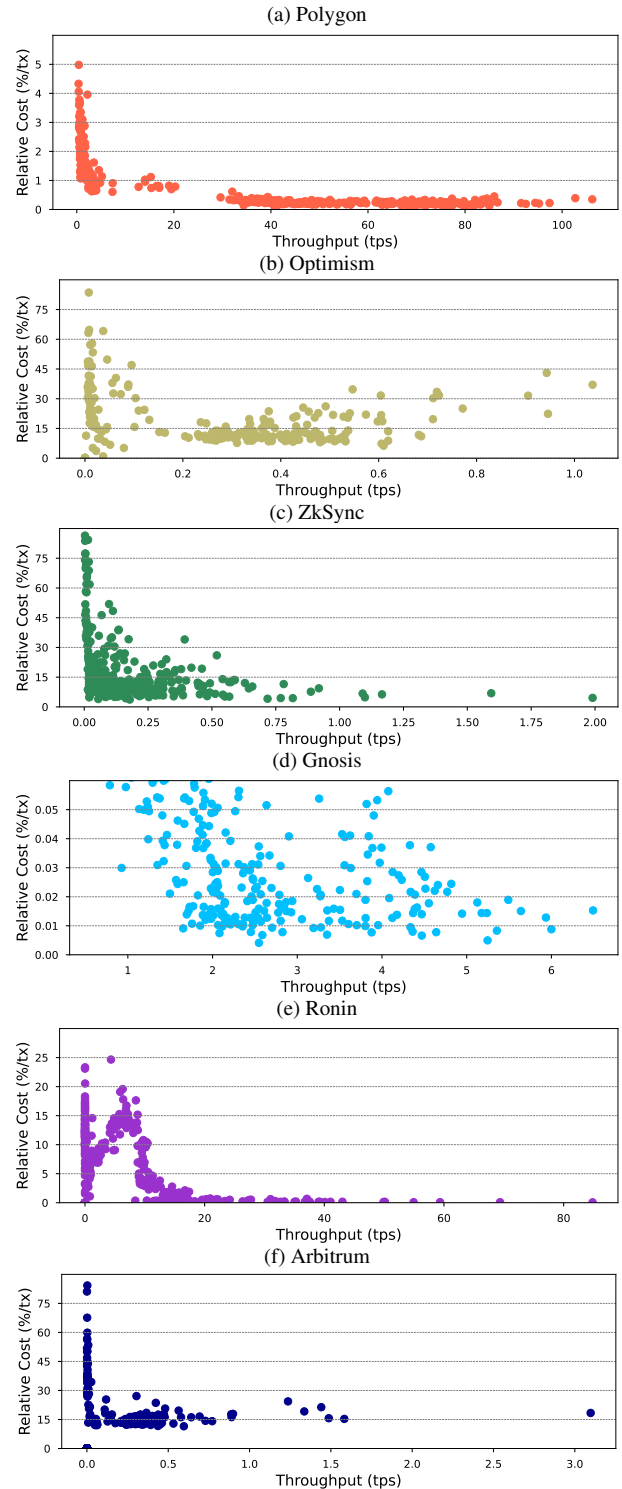 (a) Polygon
Relative Cost (%/tx)
5
4
3
2
1
0
0 20 40 60 80 100
Throughput (tps)
(b) Optimism
Relative Cost (%/tx)
75
60
45
30
15
0
0.0 0.2 0.4 0.6 0.8 1.0
Throughput (tps)
(c) ZkSync
Relative Cost (%/tx)
75
60
45
30
15
0
0.00 0.25 0.50 0.75 1.00 1.25 1.50 1.75 2.00
Throughput (tps)
(d) Gnosis
Relative Cost (%/tx)
0.05
0.04
0.03
0.02
0.01
0.00
1 2 3 4 5 6
Throughput (tps)
(e) Ronin
Relative Cost (%/tx)
25
20
15
10
5
0
0 20 40 60 80
Throughput (tps)
(f) Arbitrum
Relative Cost (%/tx)
75
60
45
30
15
0
0.0 0.5 1.0 1.5 2.0 2.5 3.0
Throughput (tps)